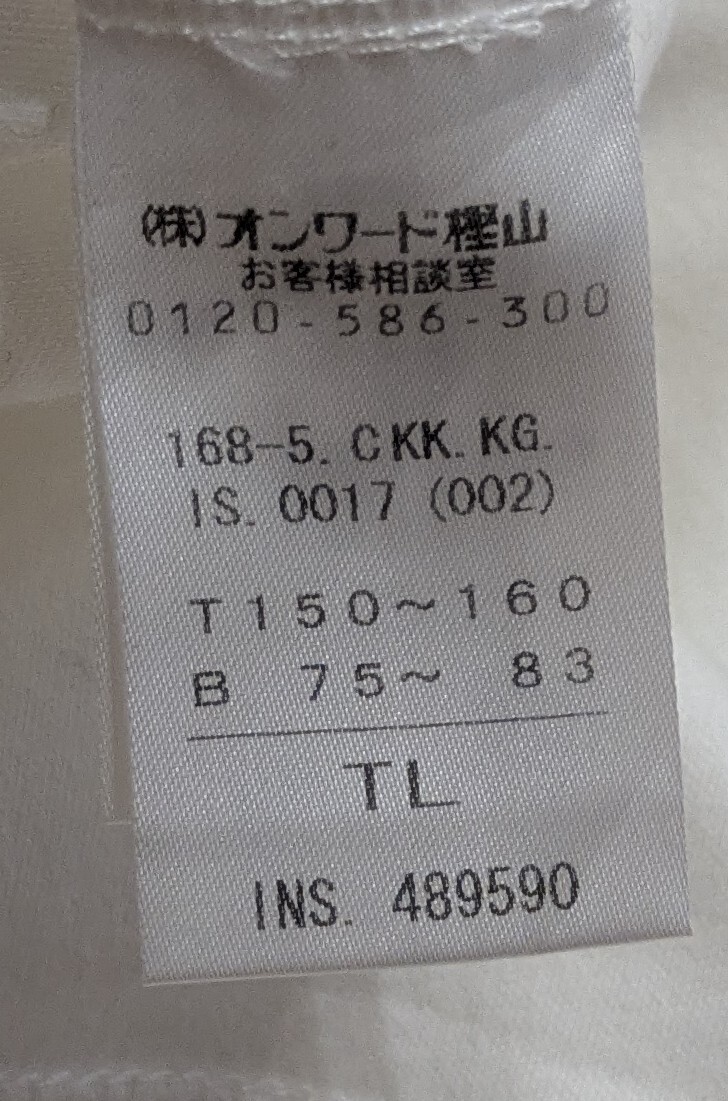 (株)オンワード樫山
お客様相談室
0120-586-300
168-5. CKK. KG.
IS. 0017 (002)
T150〜160
B 75〜 83
TL
INS. 489590